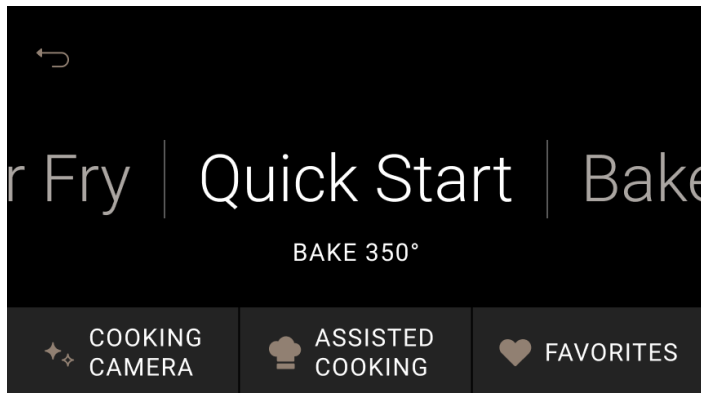 r Fry
Quick Start
Bake
BAKE 350°
COOKING
CAMERA
ASSISTED
COOKING
FAVORITES